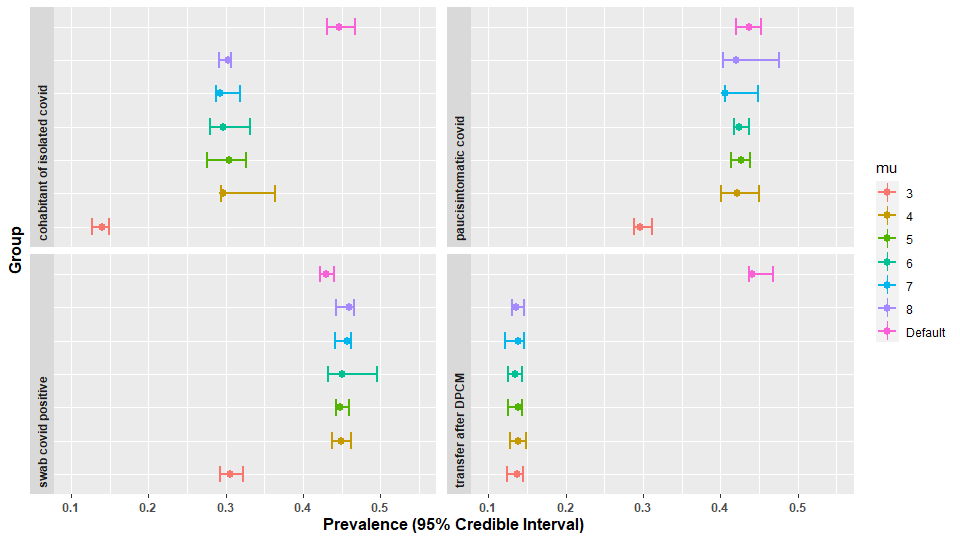 Group
cohabitant of isolated covid
paucisintomatic covid
swab covid positive
transfer after DPCM
0.1 0.2 0.3 0.4 0.5
0.1 0.2 0.3 0.4 0.5
Prevalence (95% Credible Interval)
mu
3
4
5
6
7
8
Default